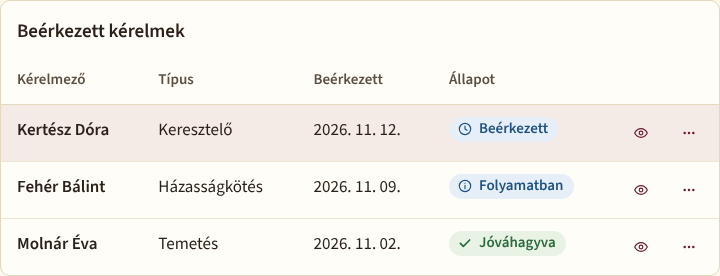 Beérkezett kérelmek
Kérelmező Típus Beérkezett Állapot
Kertész Dóra Keresztelő 2026. 11. 12. Beérkezett
Fehér Bálint Házasságkötés 2026. 11. 09. Folyamatban
Molnár Éva Temetés 2026. 11. 02. Jóváhagyva